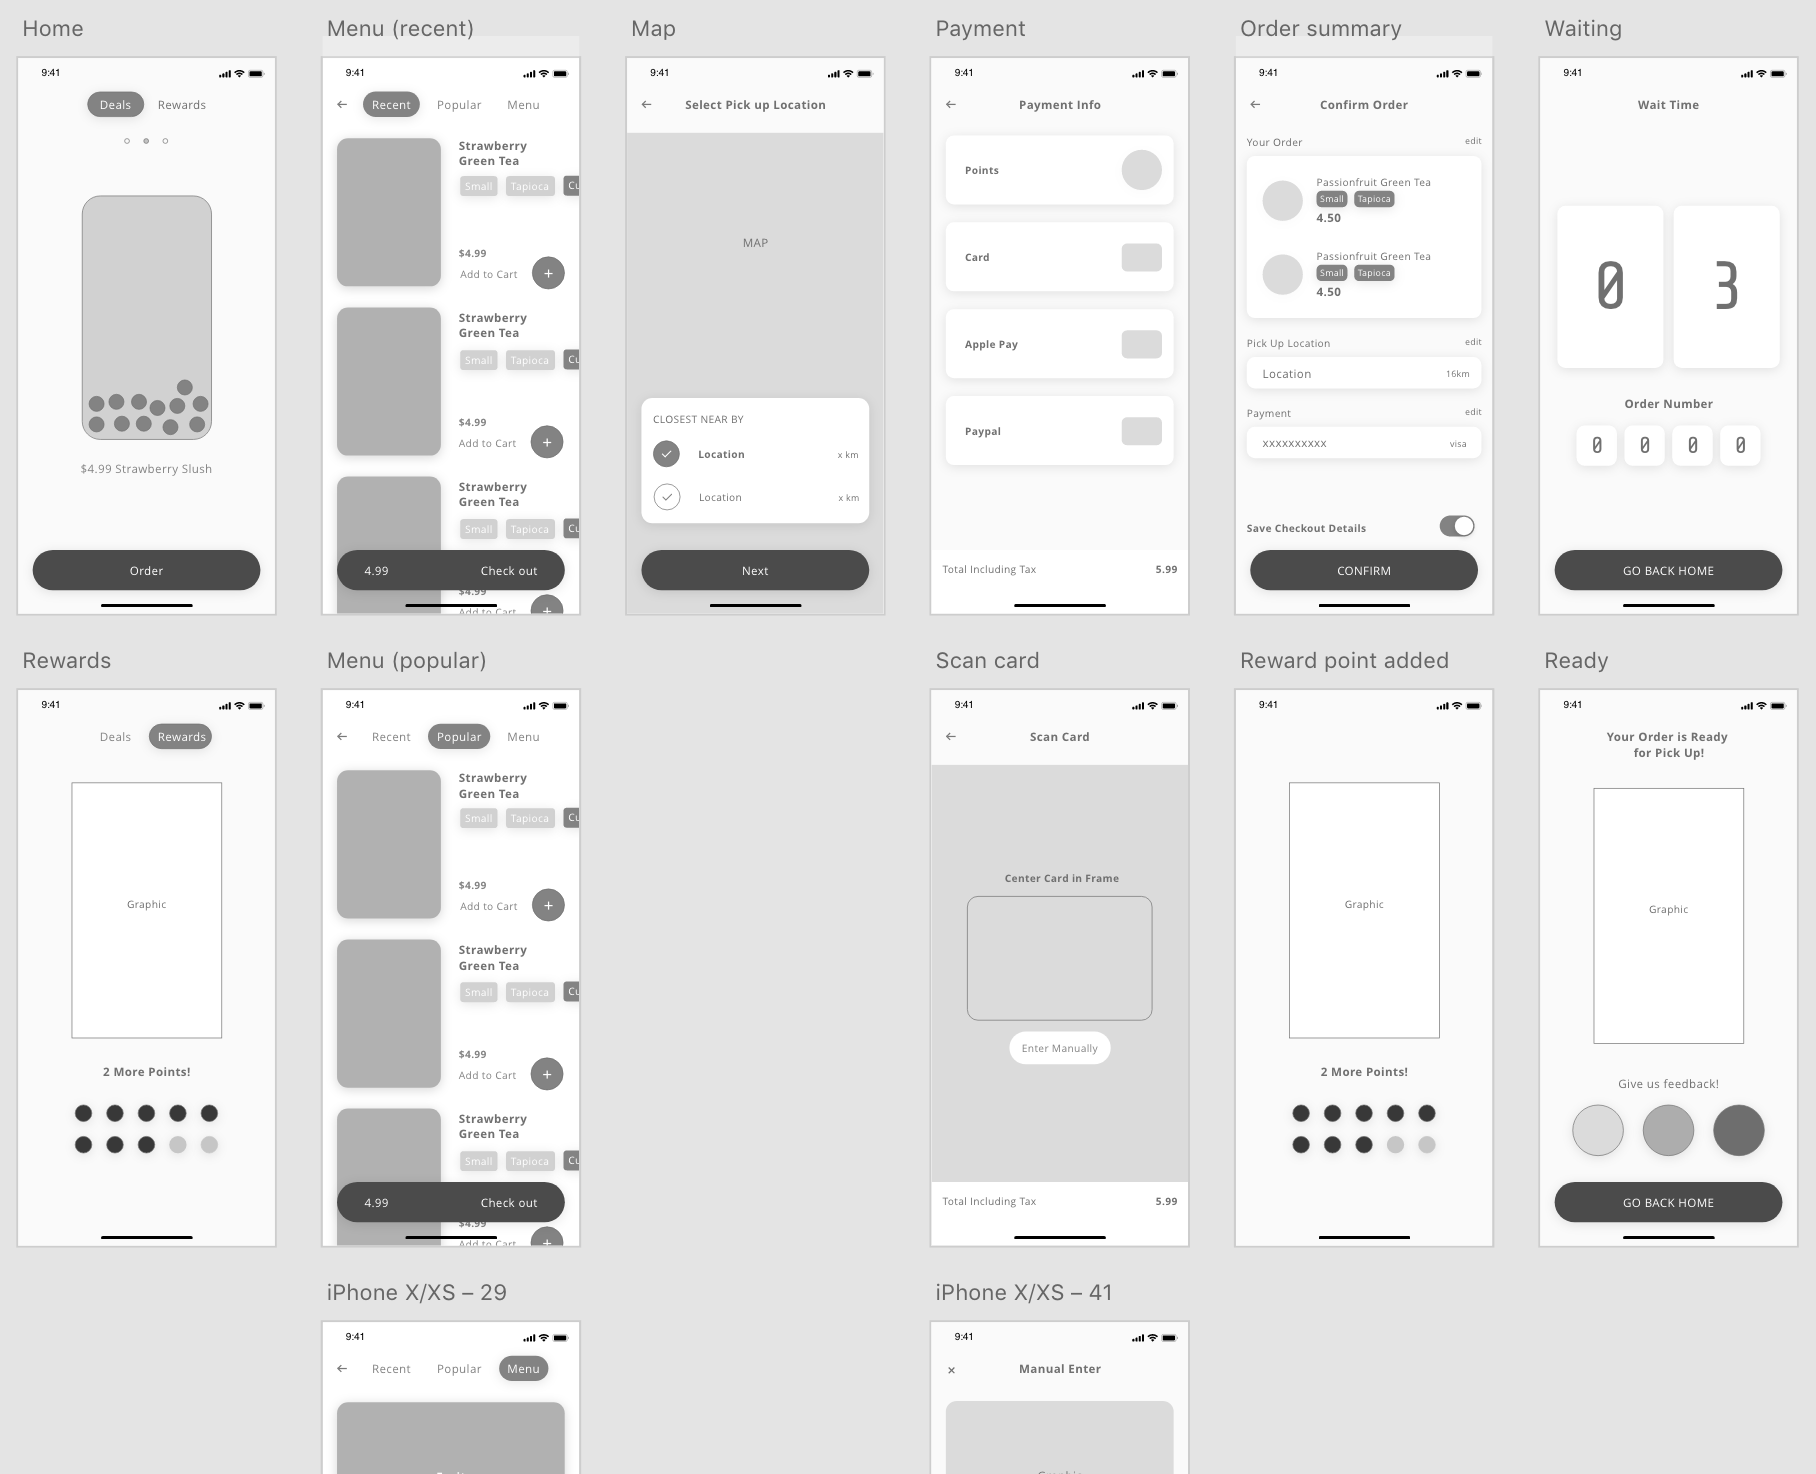 Home
9:41
Deals
Rewards
$4.99 Strawberry Slush
Order
Menu (recent)
9:41
Recent
Popular
Menu
Strawberry
Green Tea
Small
Tapioca
Cu
$4.99
Add to Cart
+
Strawberry
Green Tea
Small
Tapioca
Cu
$4.99
Add to Cart
+
Strawberry
Green Tea
Small
Tapioca
Cu
4.99
Check out
$4.99
Add to Cart
+
Map
9:41
Select Pick up Location
MAP
CLOSEST NEAR BY
Location
x km
Location
x km
Next
Payment
9:41
Payment Info
Points
Card
Apple Pay
Paypal
Total Including Tax
5.99
Order summary
9:41
Confirm Order
Your Order
edit
Passionfruit Green Tea
Small
Tapioca
4.50
Passionfruit Green Tea
Small
Tapioca
4.50
Pick Up Location
edit
Location
16km
Payment
edit
xxxxxxxxxx
visa
Save Checkout Details
CONFIRM
Waiting
9:41
Wait Time
0 3
Order Number
0 0 0 0
GO BACK HOME
Rewards
9:41
Deals
Rewards
Graphic
2 More Points!
Menu (popular)
9:41
Recent
Popular
Menu
Strawberry
Green Tea
Small
Tapioca
Cu
$4.99
Add to Cart
+
Strawberry
Green Tea
Small
Tapioca
Cu
$4.99
Add to Cart
+
Strawberry
Green Tea
Small
Tapioca
Cu
4.99
Check out
$4.99
Add to Cart
+
Scan card
9:41
Scan Card
Center Card in Frame
Enter Manually
Total Including Tax
5.99
Reward point added
9:41
Graphic
2 More Points!
Ready
9:41
Your Order is Ready
for Pick Up!
Graphic
Give us feedback!
GO BACK HOME
iPhone X/XS – 29
9:41
Recent
Popular
Menu
iPhone X/XS – 41
9:41
Manual Enter